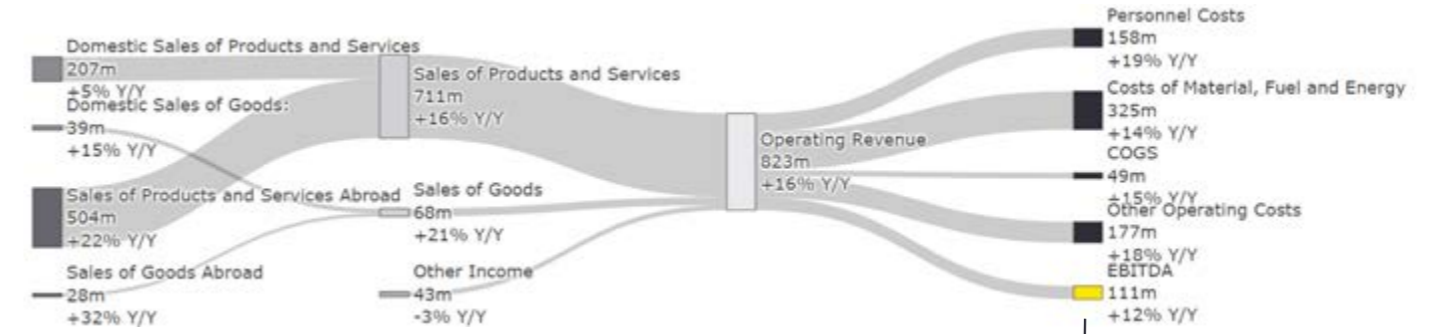 Domestic Sales of Products and Services
207m
+5% Y/Y
Domestic Sales of Goods:
39m
+15% Y/Y
Sales of Products and Services Abroad
504m
+22% Y/Y
Sales of Goods Abroad
28m
+32% Y/Y
Sales of Products and Services
711m
+16% Y/Y
Sales of Goods
68m
+21% Y/Y
Other Income
43m
-3% Y/Y
Operating Revenue
823m
+16% Y/Y
Personnel Costs
158m
+19% Y/Y
Costs of Material, Fuel and Energy
325m
+14% Y/Y
COGS
49m
+15% Y/Y
Other Operating Costs
177m
+18% Y/Y
EBITDA
111m
+12% Y/Y